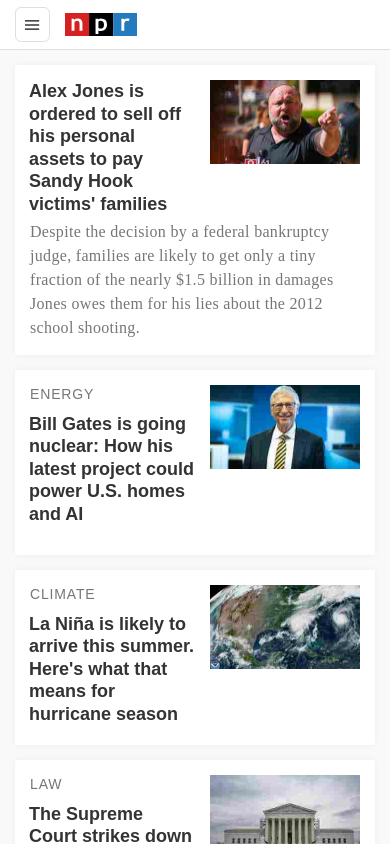 npr
Alex Jones is
ordered to sell off
his personal
assets to pay
Sandy Hook
victims' families
Despite the decision by a federal bankruptcy
judge, families are likely to get only a tiny
fraction of the nearly $1.5 billion in damages
Jones owes them for his lies about the 2012
school shooting.
ENERGY
Bill Gates is going
nuclear: How his
latest project could
power U.S. homes
and AI
CLIMATE
La Niña is likely to
arrive this summer.
Here's what that
means for
hurricane season
LAW
The Supreme
Court strikes down